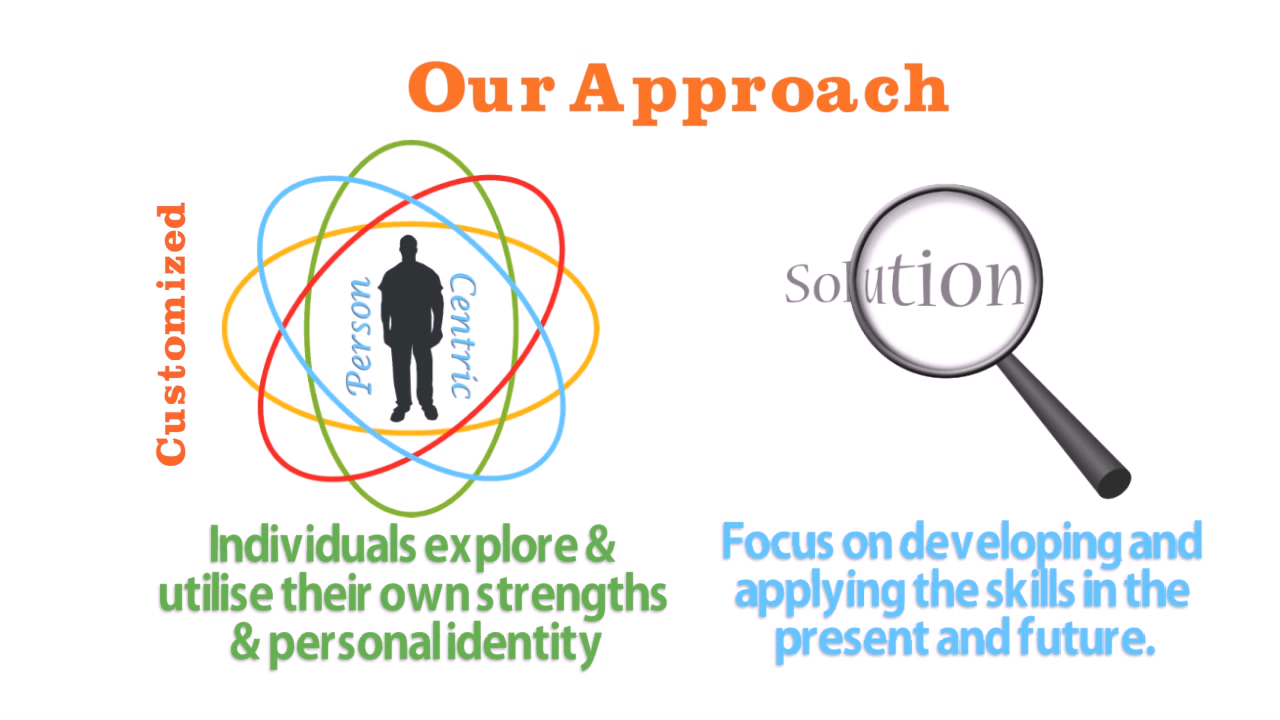 Our Approach
Customized
Person
Centric
Individuals explore &
utilise their own strengths
& personal identity
Solution
Focus on developing and
applying the skills in the
present and future.